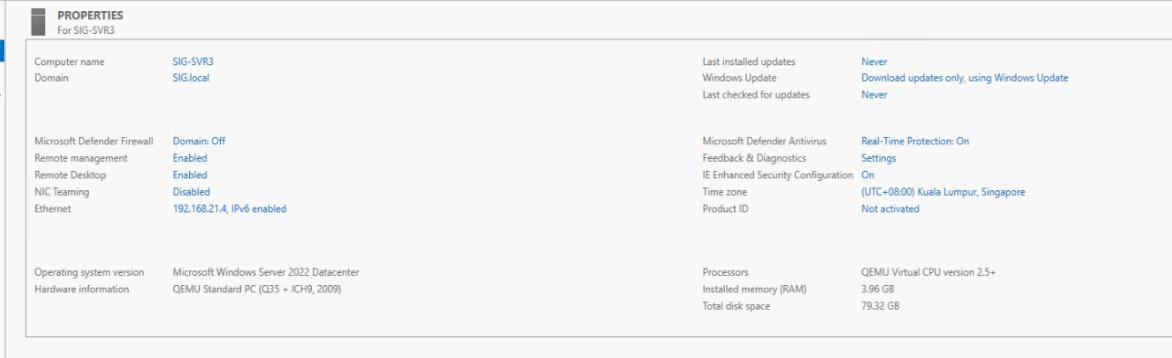 PROPERTIES
For SIG-SVR3
Computer name SIG-SVR3
Domain SIG.local
Last installed updates Never
Windows Update Download updates only, using Windows Update
Last checked for updates Never
Microsoft Defender Firewall Domain: Off
Remote management Enabled
Remote Desktop Enabled
NIC Teaming Disabled
Ethernet 192.168.21.4, IPv6 enabled
Microsoft Defender Antivirus Real-Time Protection: On
Feedback & Diagnostics Settings
IE Enhanced Security Configuration On
Time zone (UTC+08:00) Kuala Lumpur, Singapore
Product ID Not activated
Operating system version Microsoft Windows Server 2022 Datacenter
Hardware information QEMU Standard PC (Q35 + ICH9, 2009)
Processors QEMU Virtual CPU version 2.5+
Installed memory (RAM) 3.96 GB
Total disk space 79.32 GB